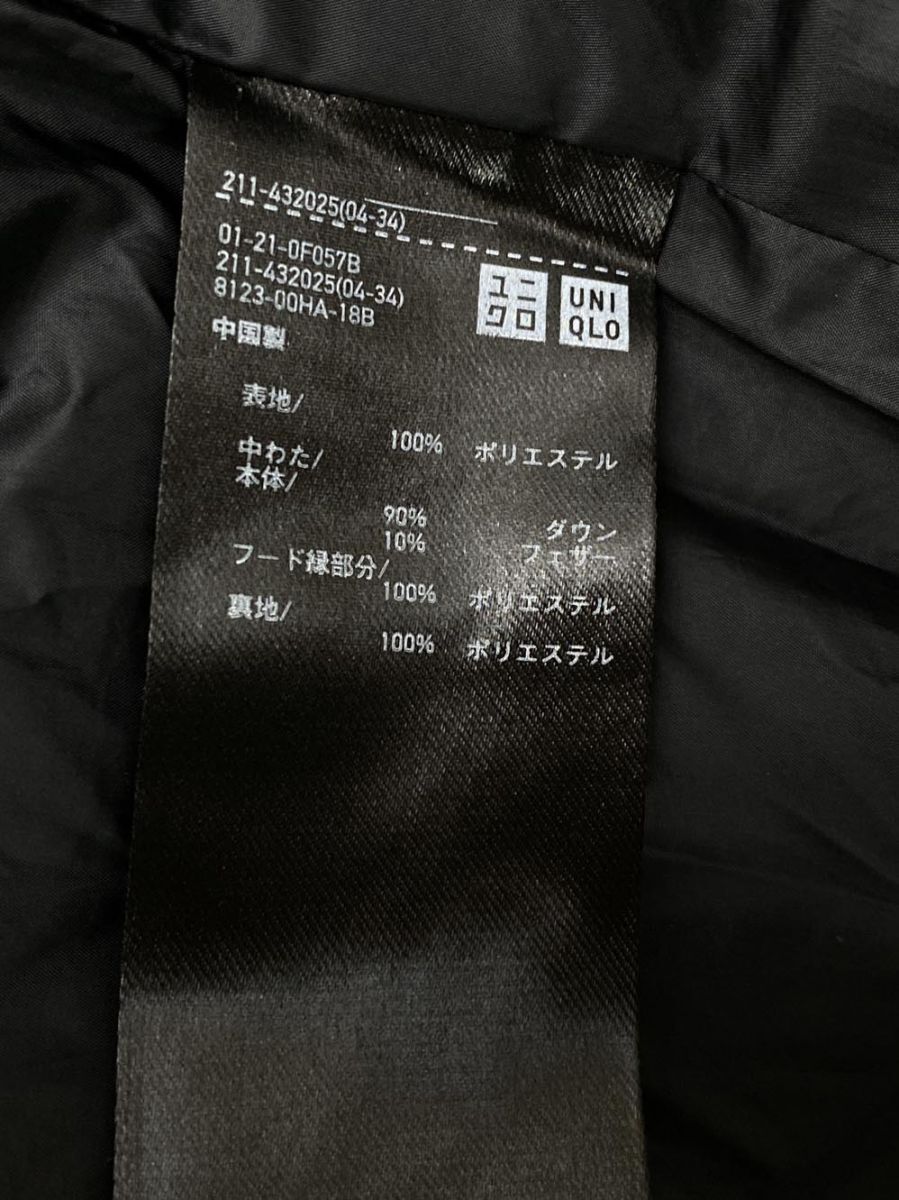 211-432025(04-34)
01-21-0F057B
211-432025(04-34)
8123-00HA-18B
中国製
ユニ
クロ
UNI
QLO
表地/
100% ポリエステル
中わた/
本体/
90% ダウン
10% フェザー
フード縁部分/
100% ポリエステル
裏地/
100% ポリエステル